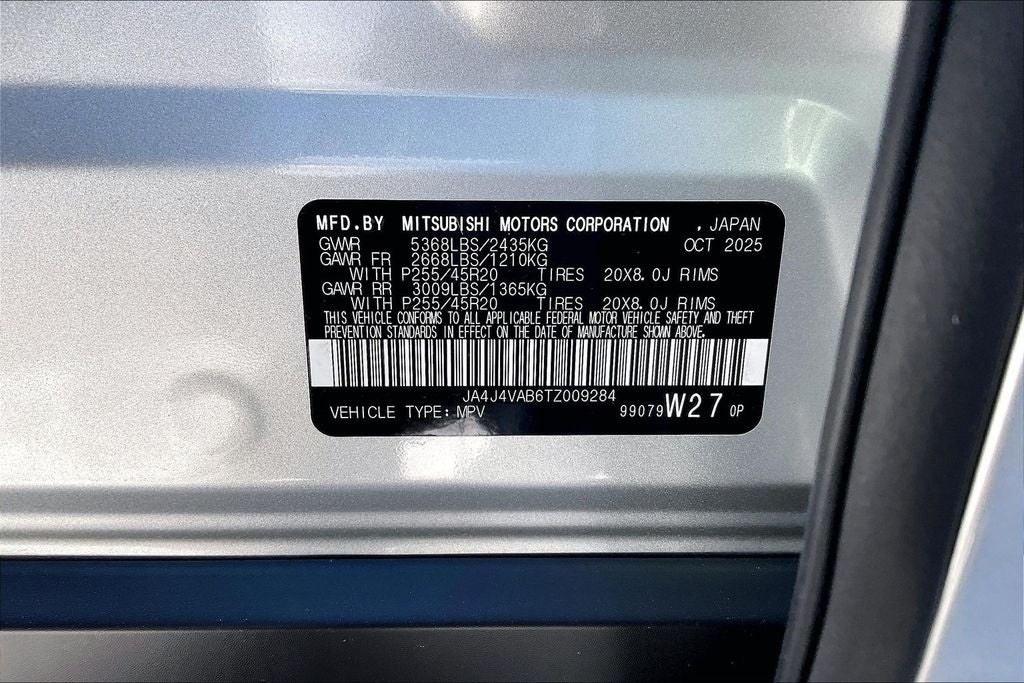 MFD.BY MITSUBISHI MOTORS CORPORATION , JAPAN
GVWR 5368LBS/2435KG OCT 2025
GAWR FR 2668LBS/1210KG
WITH P255/45R20 TIRES 20X8.0J RIMS
GAWR RR 3009LBS/1365KG
WITH P255/45R20 TIRES 20X8.0J RIMS
THIS VEHICLE CONFORMS TO ALL APPLICABLE FEDERAL MOTOR VEHICLE SAFETY AND THEFT
PREVENTION STANDARDS IN EFFECT ON THE DATE OF MANUFACTURE SHOWN ABOVE.
JA4J4VAB6TZ009284
VEHICLE TYPE: MPV 99079 W27 0P